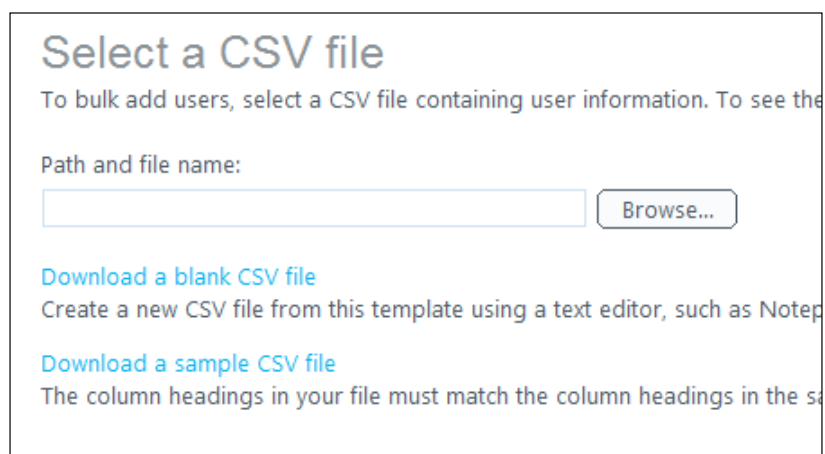 Select a CSV file
To bulk add users, select a CSV file containing user information. To see the
Path and file name:
Browse...
Download a blank CSV file
Create a new CSV file from this template using a text editor, such as Notep
Download a sample CSV file
The column headings in your file must match the column headings in the sa